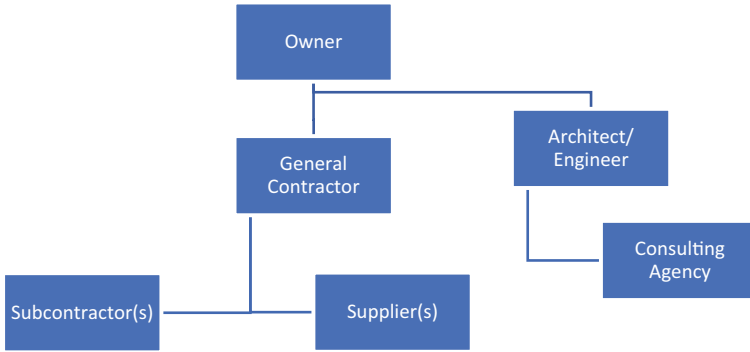 Owner
General
Contractor
Architect/
Engineer
Consulting
Agency
Subcontractor(s)
Supplier(s)